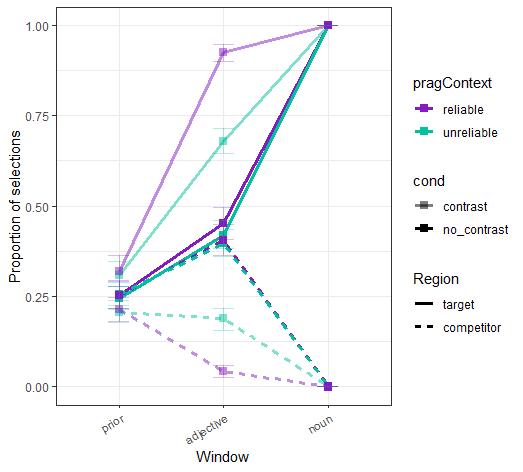 1.00
0.75
0.50
0.25
0.00
Proportion of selections
prior
adjective
noun
Window
pragContext
reliable
unreliable
cond
contrast
no_contrast
Region
target
competitor